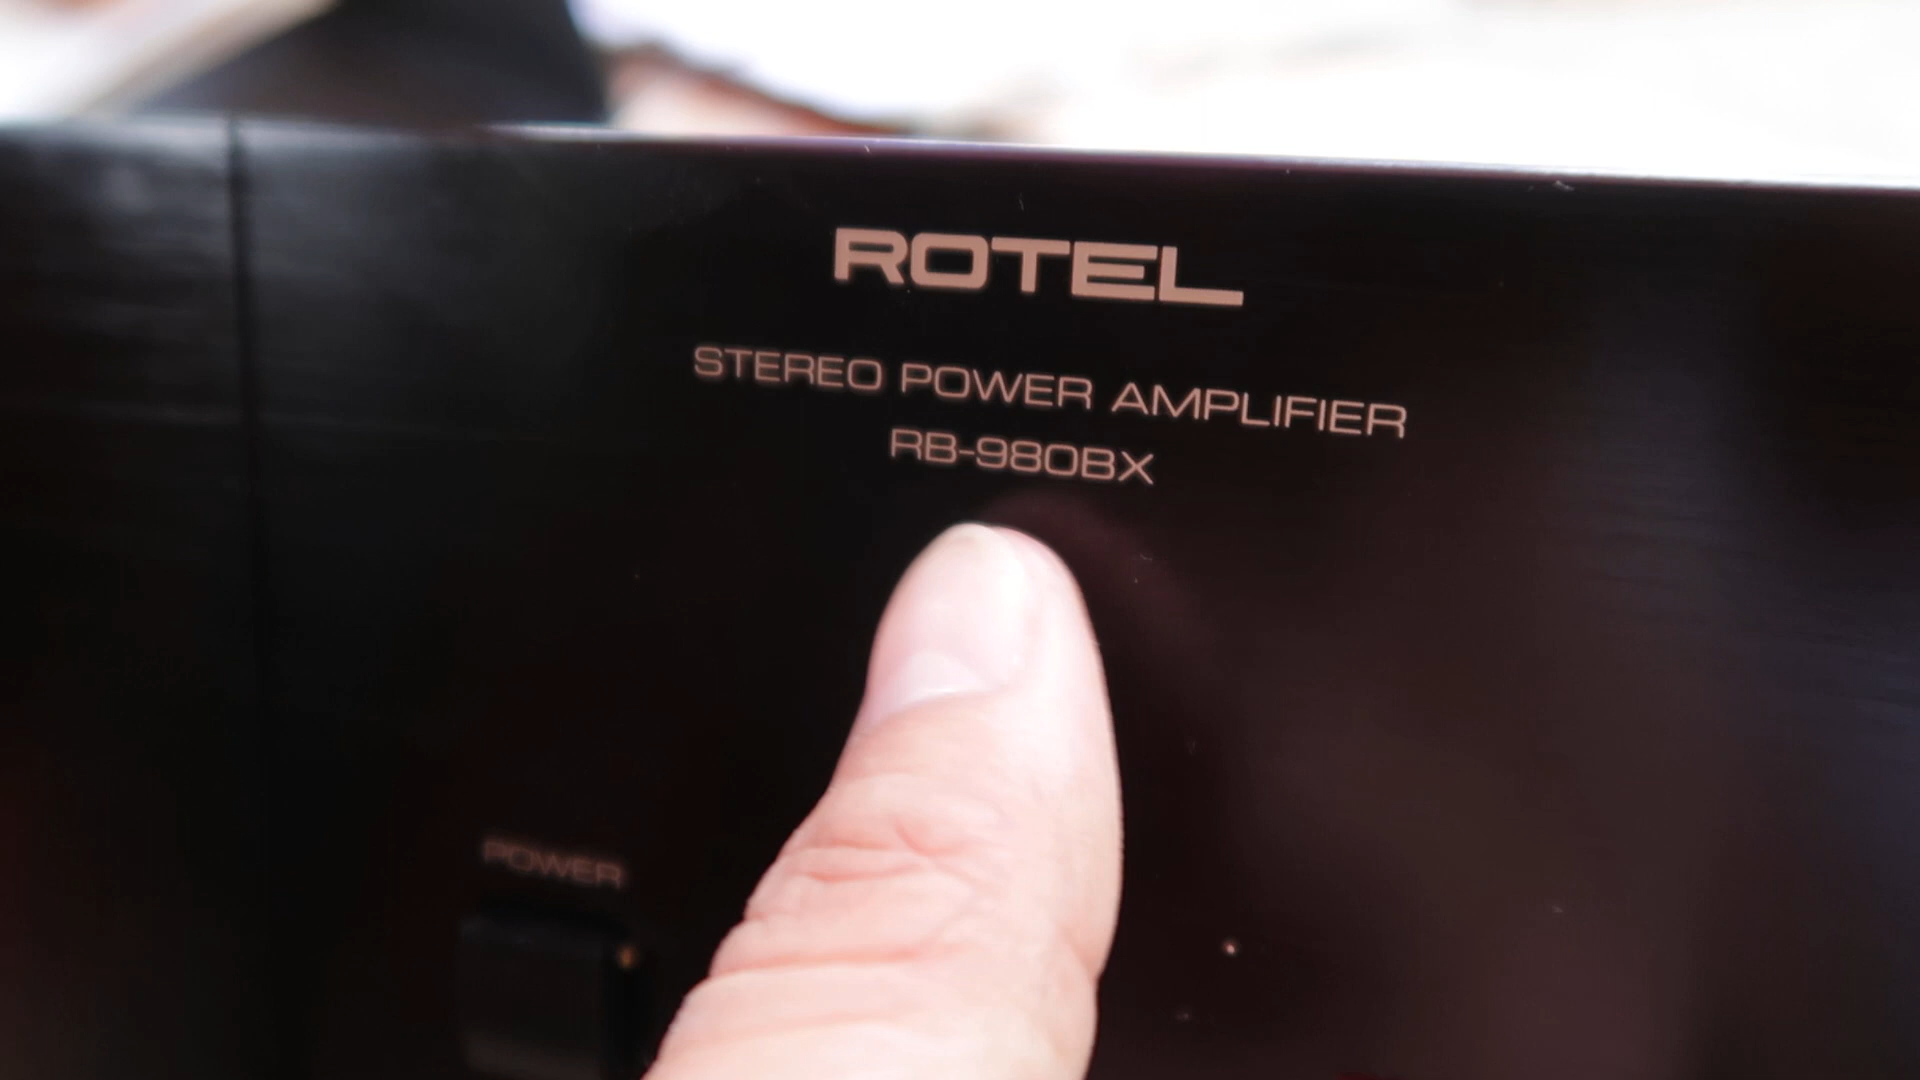 ROTEL
STEREO POWER AMPLIFIER
RB-980BX
POWER